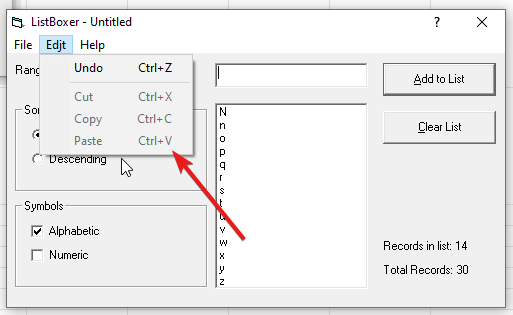 ListBoxer - Untitled
File Edit Help
Rang
Undo Ctrl+Z
Cut Ctrl+X
Copy Ctrl+C
Paste Ctrl+V
Sor
Descending
Symbols
Alphabetic
Numeric
N
n
o
p
q
r
s
t
u
v
w
x
y
z
Add to List
Clear List
Records in list: 14
Total Records: 30